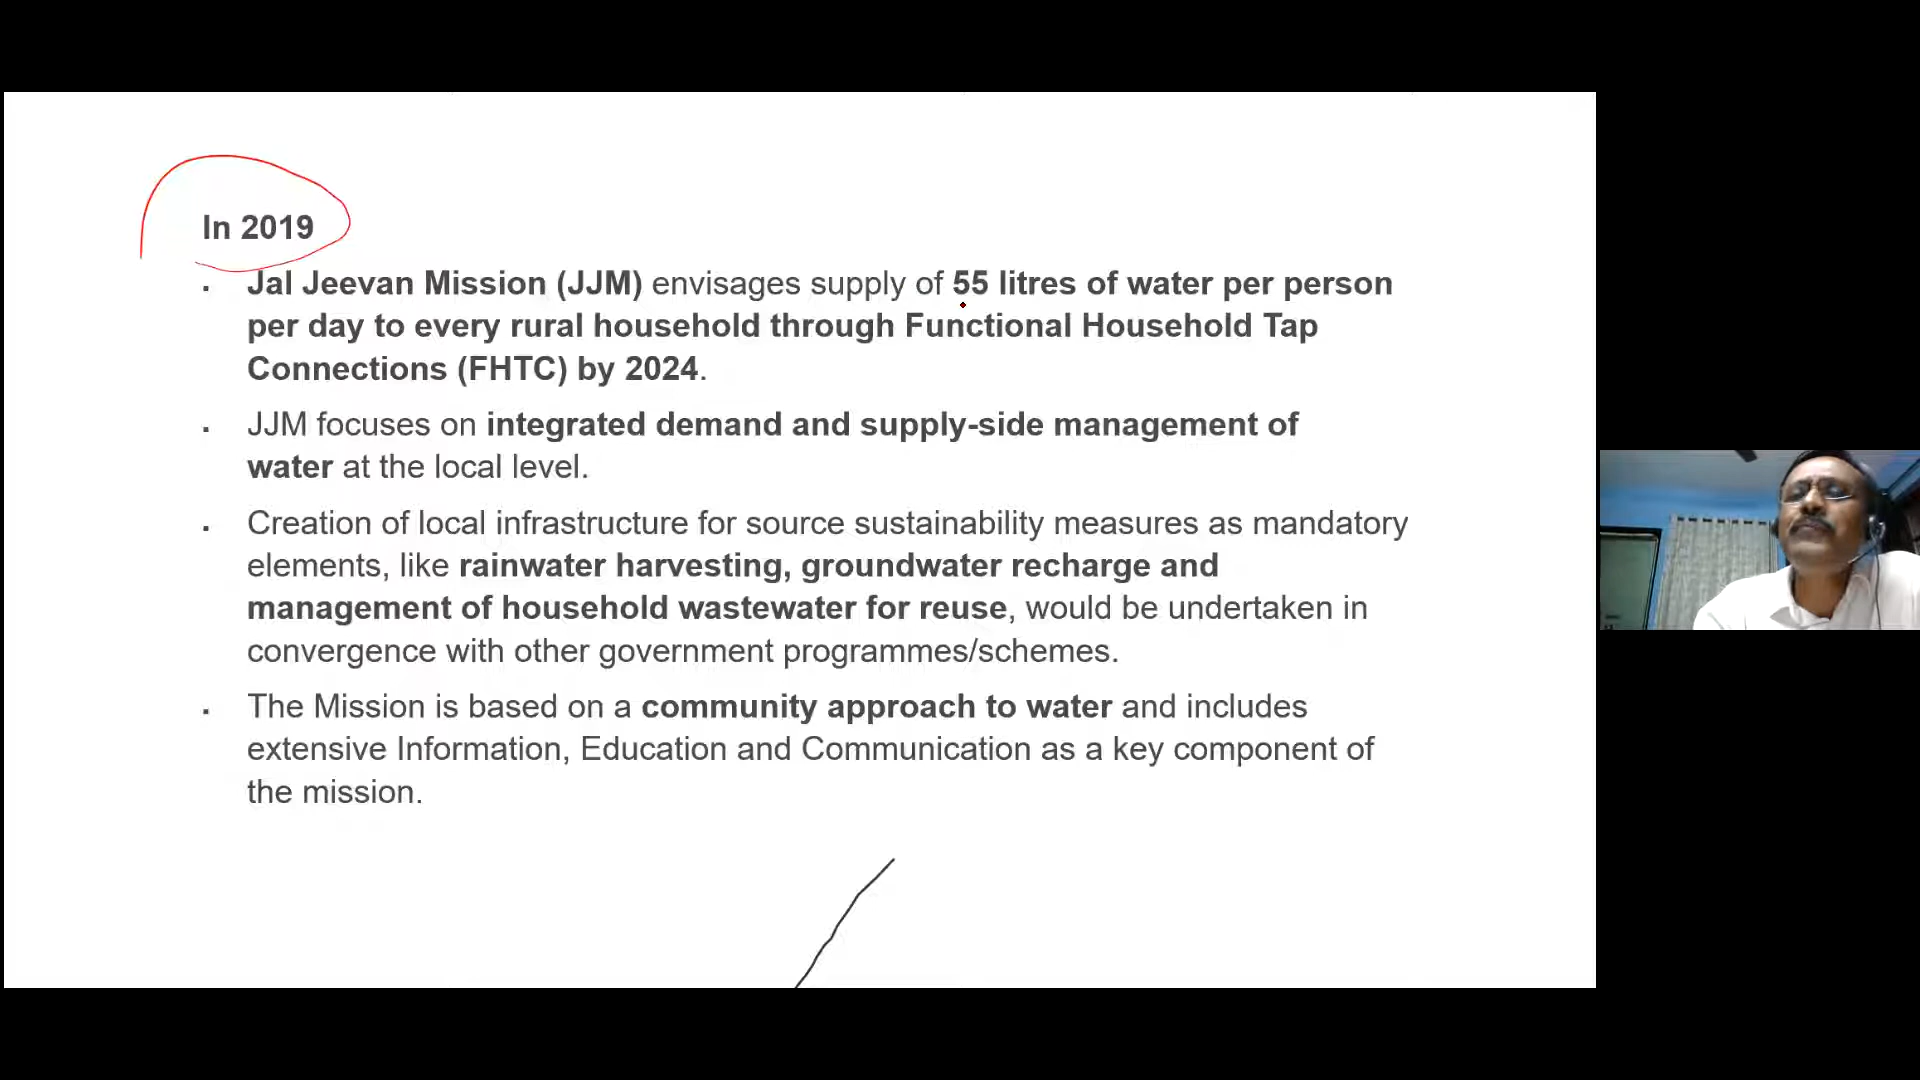 In 2019
▪ Jal Jeevan Mission (JJM) envisages supply of 55 litres of water per person
per day to every rural household through Functional Household Tap
Connections (FHTC) by 2024.
▪ JJM focuses on integrated demand and supply-side management of
water at the local level.
▪ Creation of local infrastructure for source sustainability measures as mandatory
elements, like rainwater harvesting, groundwater recharge and
management of household wastewater for reuse, would be undertaken in
convergence with other government programmes/schemes.
▪ The Mission is based on a community approach to water and includes
extensive Information, Education and Communication as a key component of
the mission.